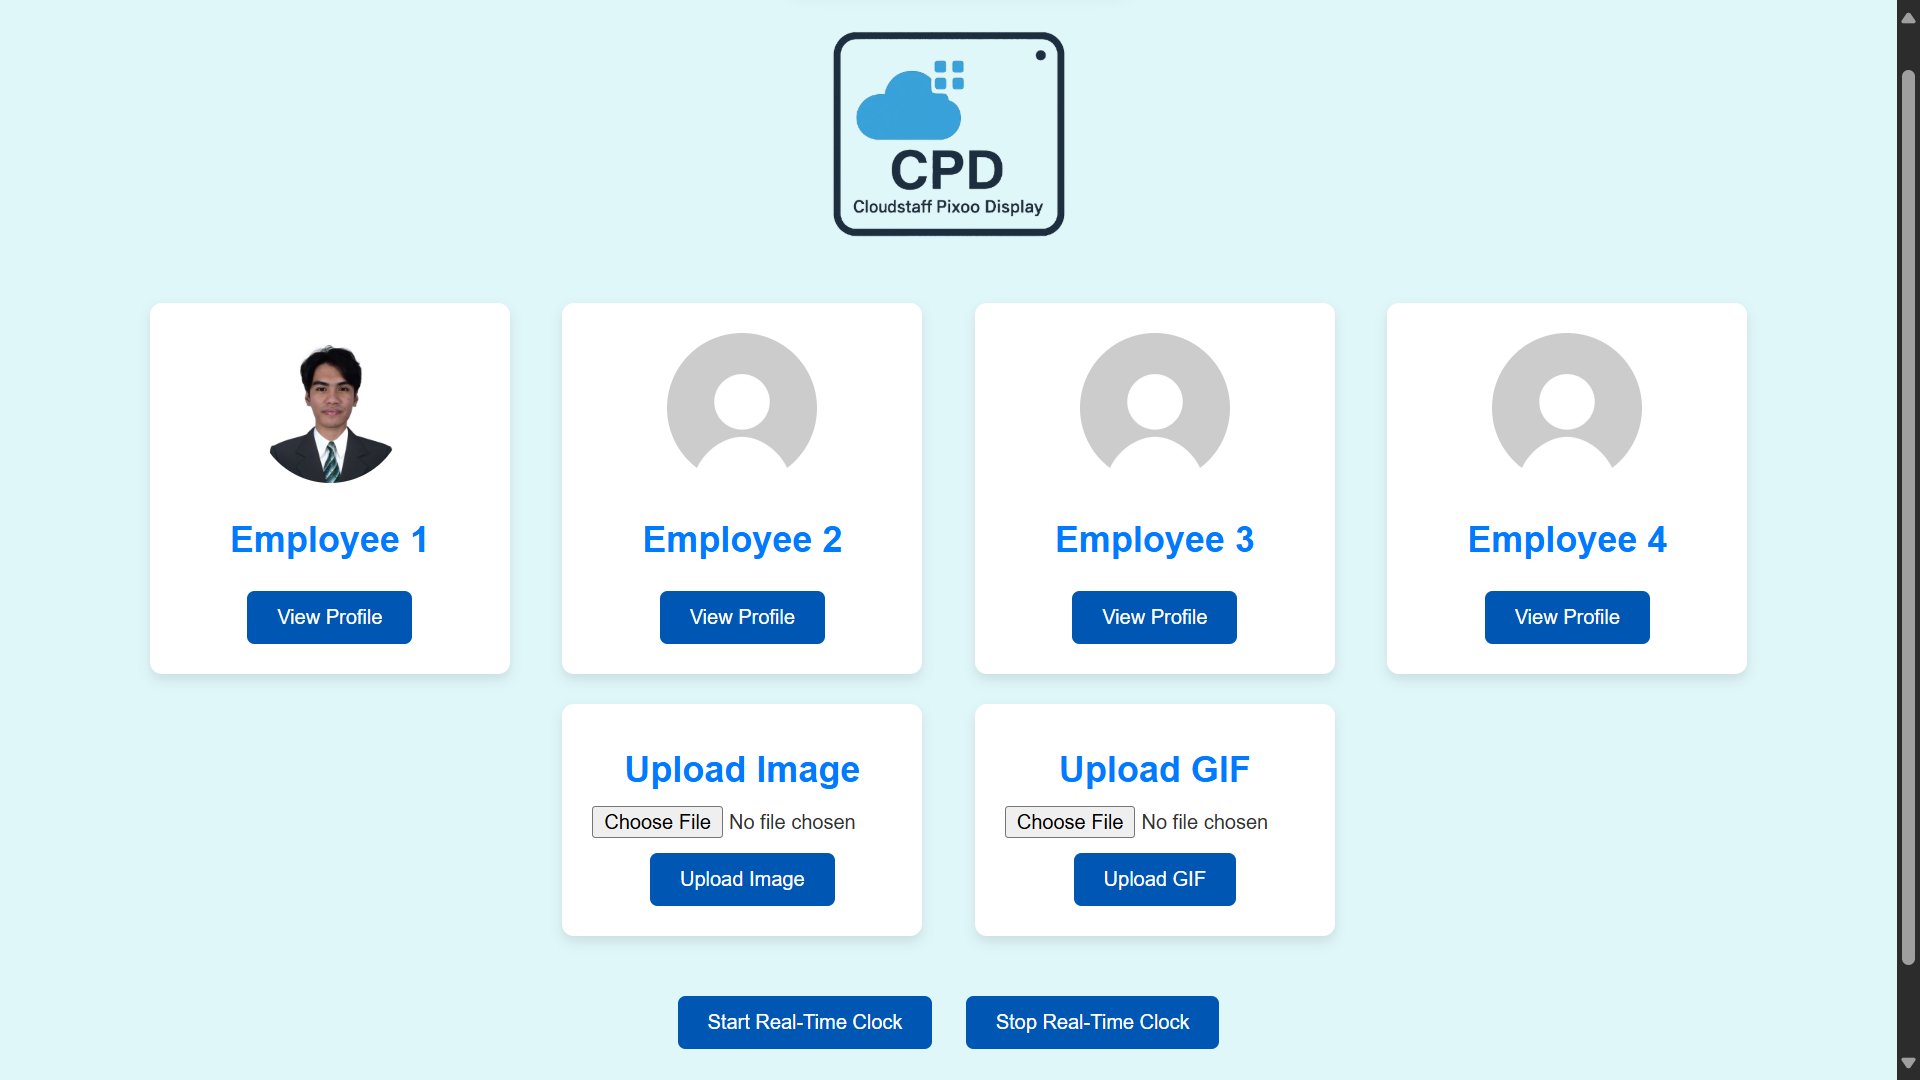 CPD
Cloudstaff Pixoo Display
Employee 1
Employee 2
Employee 3
Employee 4
View Profile
View Profile
View Profile
View Profile
Upload Image
Upload GIF
Choose File No file chosen
Choose File No file chosen
Upload Image
Upload GIF
Start Real-Time Clock
Stop Real-Time Clock